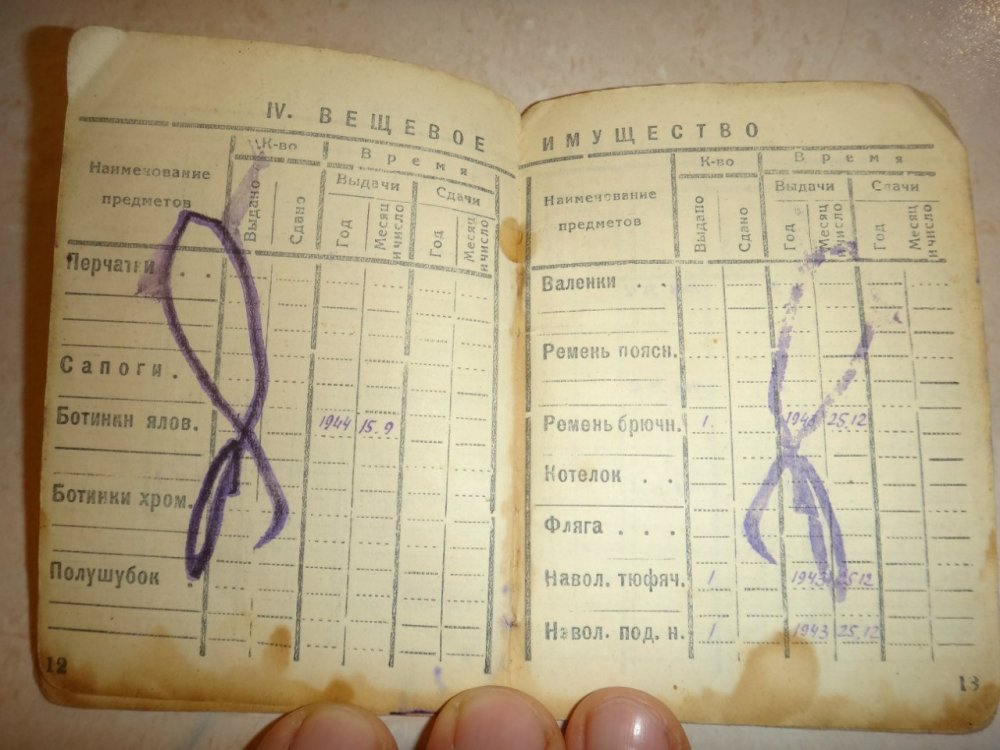 IV. ВЕЩЕВОЕ
Наименование предметов
К-во
Время
Выдано
Сдано
Выдачи
Сдачи
Год
Месяц и число
Год
Месяц и число
Перчатки . .
Сапоги .
Ботинки ялов. 1944 15.9
Ботинки хром.
Полушубок .
12
ИМУЩЕСТВО
Наименование предметов
К-во
Время
Выдано
Сдано
Выдачи
Сдачи
Год
Месяц и число
Год
Месяц и число
Валенки . .
Ремень поясн.
Ремень брючн. 1 25.12
Котелок . .
Фляга . . .
Навол. тюфяч. 1 1943 25.12
Навол. под. н. 1 1943 25.12
13